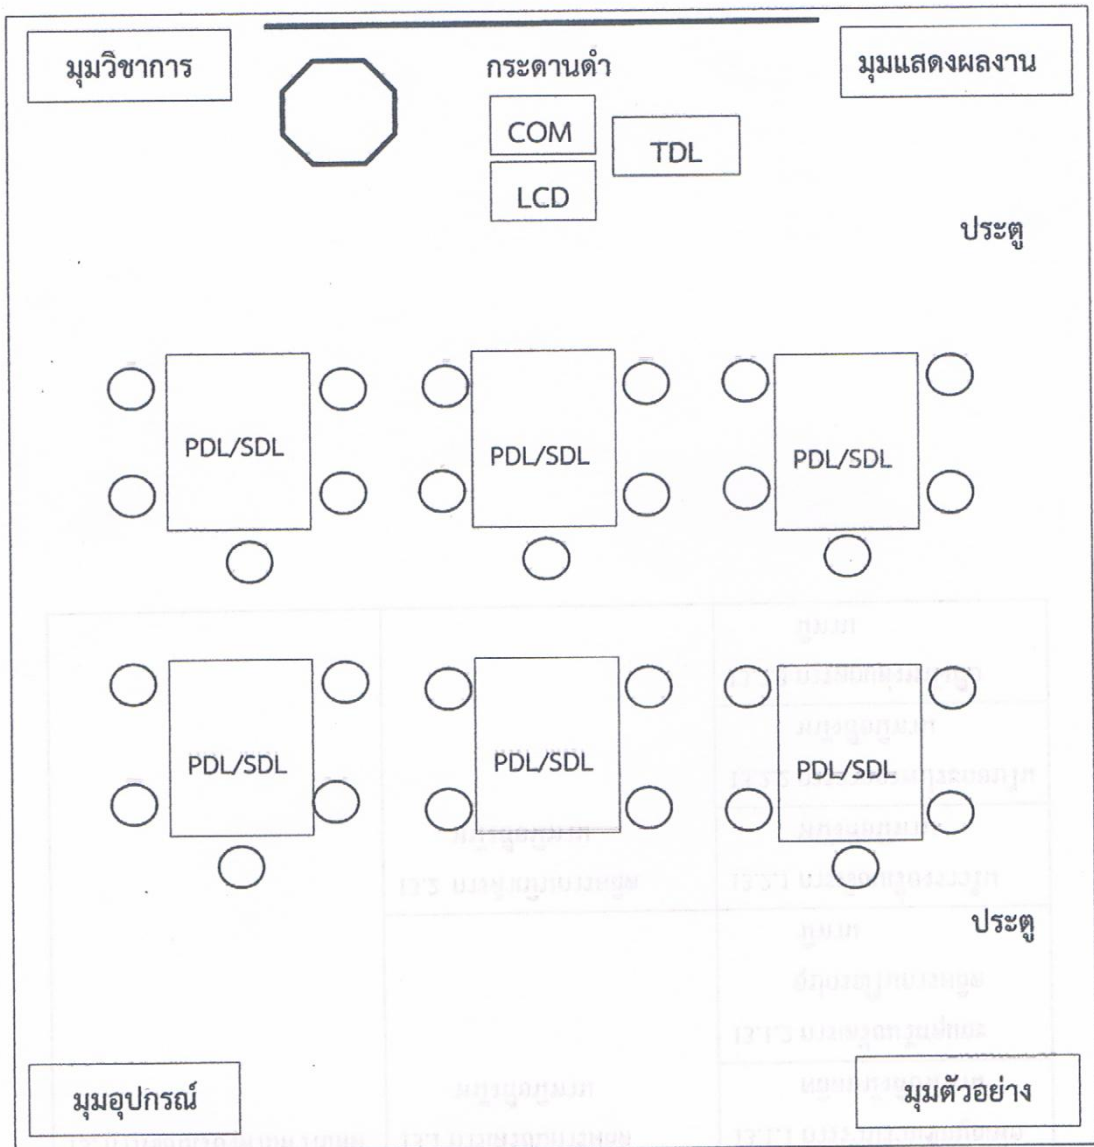 มุมวิชาการ
กระดานดำ
มุมแสดงผลงาน
COM
TDL
LCD
ประตู
PDL/SDL
PDL/SDL
PDL/SDL
PDL/SDL
PDL/SDL
PDL/SDL
ประตู
มุมอุปกรณ์
มุมตัวอย่าง